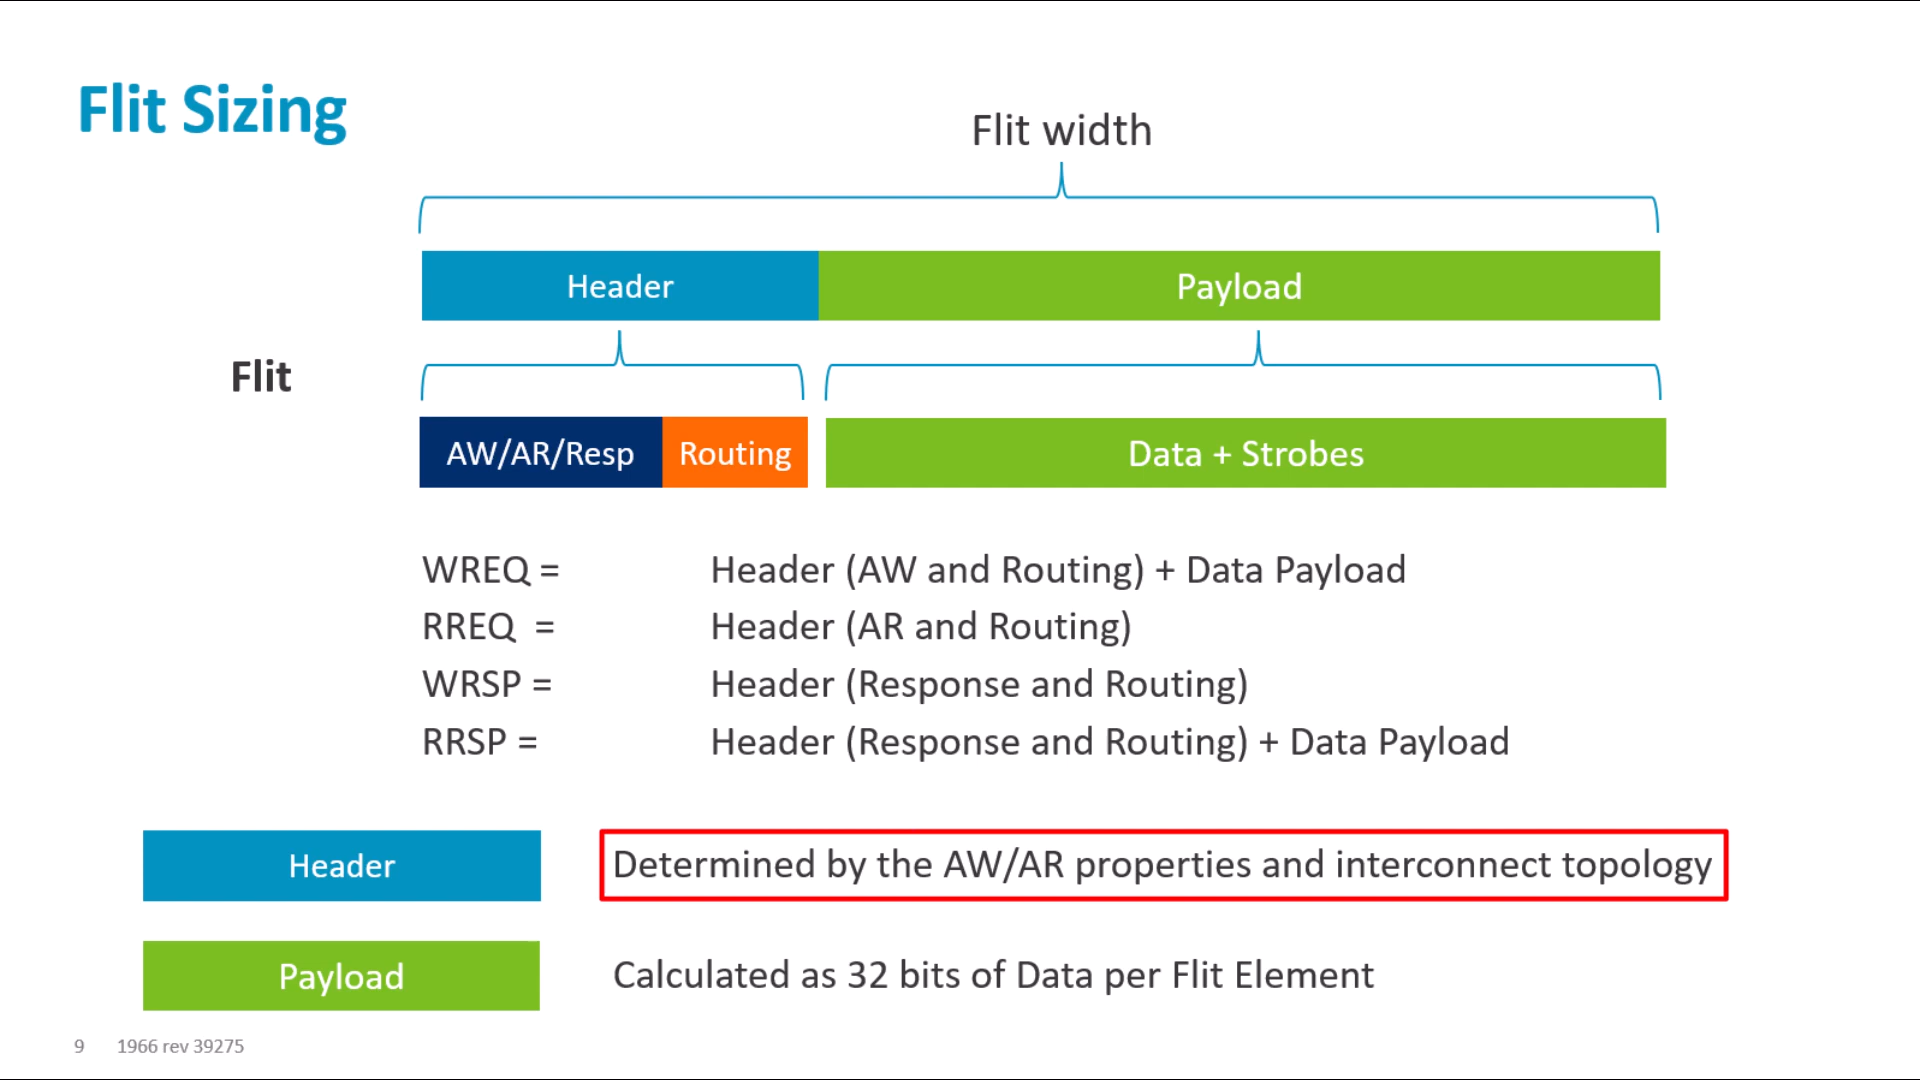 Flit Sizing
Flit width
Header
Payload
Flit
AW/AR/Resp
Routing
Data + Strobes
WREQ = Header (AW and Routing) + Data Payload
RREQ = Header (AR and Routing)
WRSP = Header (Response and Routing)
RRSP = Header (Response and Routing) + Data Payload
Header
Determined by the AW/AR properties and interconnect topology
Payload
Calculated as 32 bits of Data per Flit Element
9 1966 rev 39275